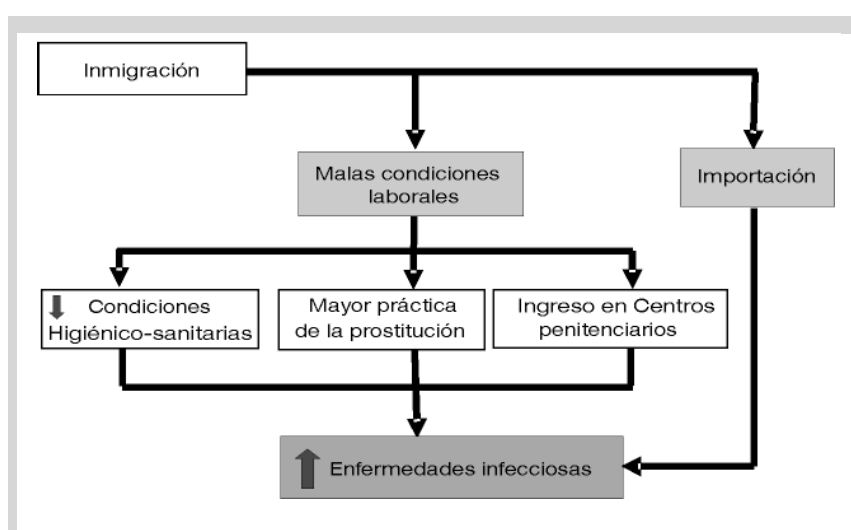 Inmigración
Malas condiciones
laborales
Importación
Condiciones
Higiénico-sanitarias
Mayor práctica
de la prostitución
Ingreso en Centros
penitenciarios
Enfermedades infecciosas